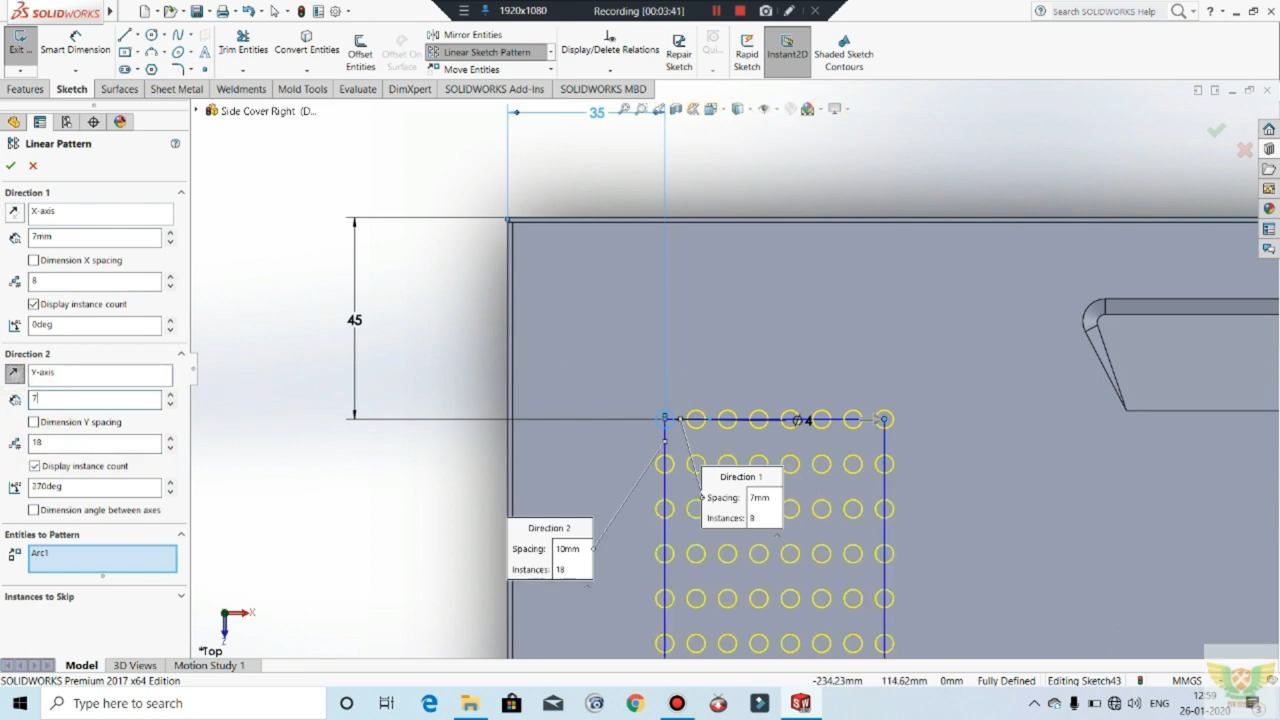 SOLIDWORKS
1920x1080
Recording [00:03:41]
Search SOLIDWORKS Help
Exit ...
Smart Dimension
Trim Entities
Convert Entities
Offset Entities
Offset On Surface
Mirror Entities
Linear Sketch Pattern
Move Entities
Display/Delete Relations
Repair Sketch
Qui...
Rapid Sketch
Instant2D
Shaded Sketch Contours
Features
Sketch
Surfaces
Sheet Metal
Weldments
Mold Tools
Evaluate
DimXpert
SOLIDWORKS Add-Ins
SOLIDWORKS MBD
Side Cover Right (D...
35
Linear Pattern
Direction 1
X-axis
7mm
Dimension X spacing
8
Display instance count
0deg
Direction 2
Y-axis
7
Dimension Y spacing
18
Display instance count
270deg
Dimension angle between axes
Entities to Pattern
Arc1
Instances to Skip
45
∅4
Direction 1
Spacing: 7mm
Instances: 8
Direction 2
Spacing: 10mm
Instances: 18
X
Z
*Top
Model
3D Views
Motion Study 1
SOLIDWORKS Premium 2017 x64 Edition
-234.23mm
114.62mm
0mm
Fully Defined
Editing Sketch43
MMGS
Type here to search
ENG
12:59
26-01-2020
3